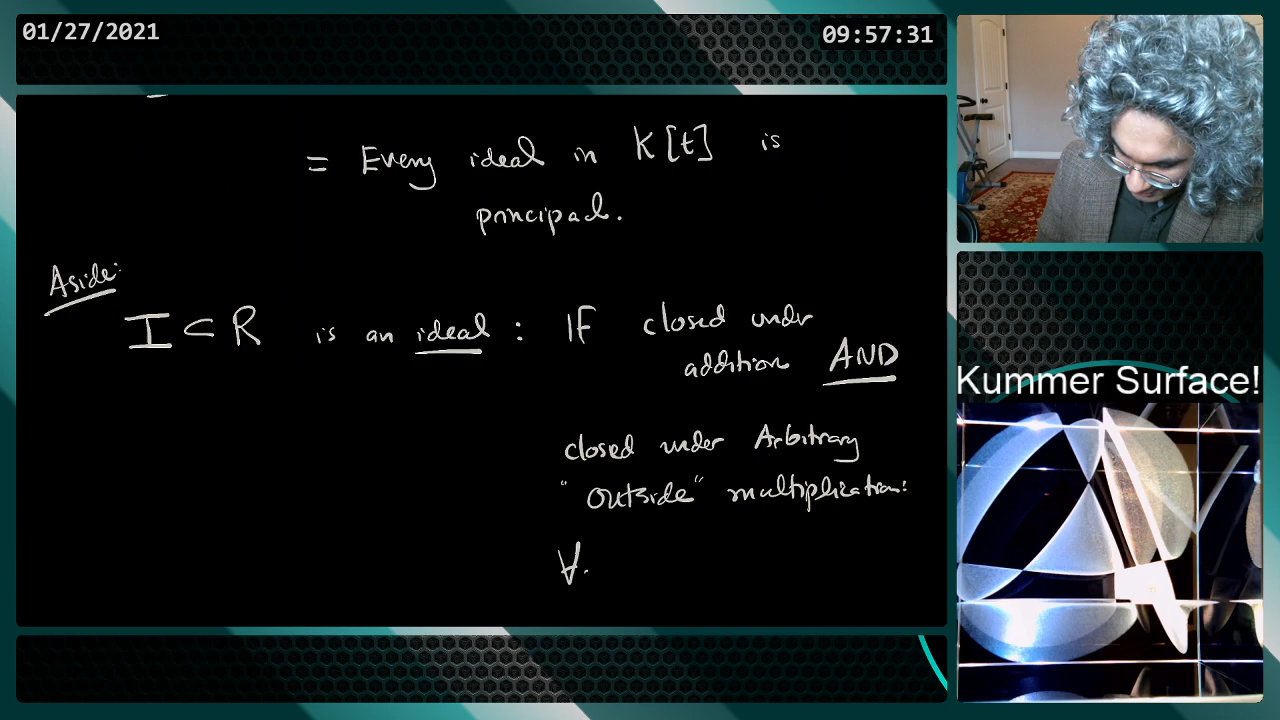 01/27/2021
09:57:31
= Every ideal in K[t] is
principal.
Aside:
I ⊂ R is an ideal : IF closed under
addition AND
closed under Arbitrary
"outside" multiplication:
∀.
Kummer Surface!